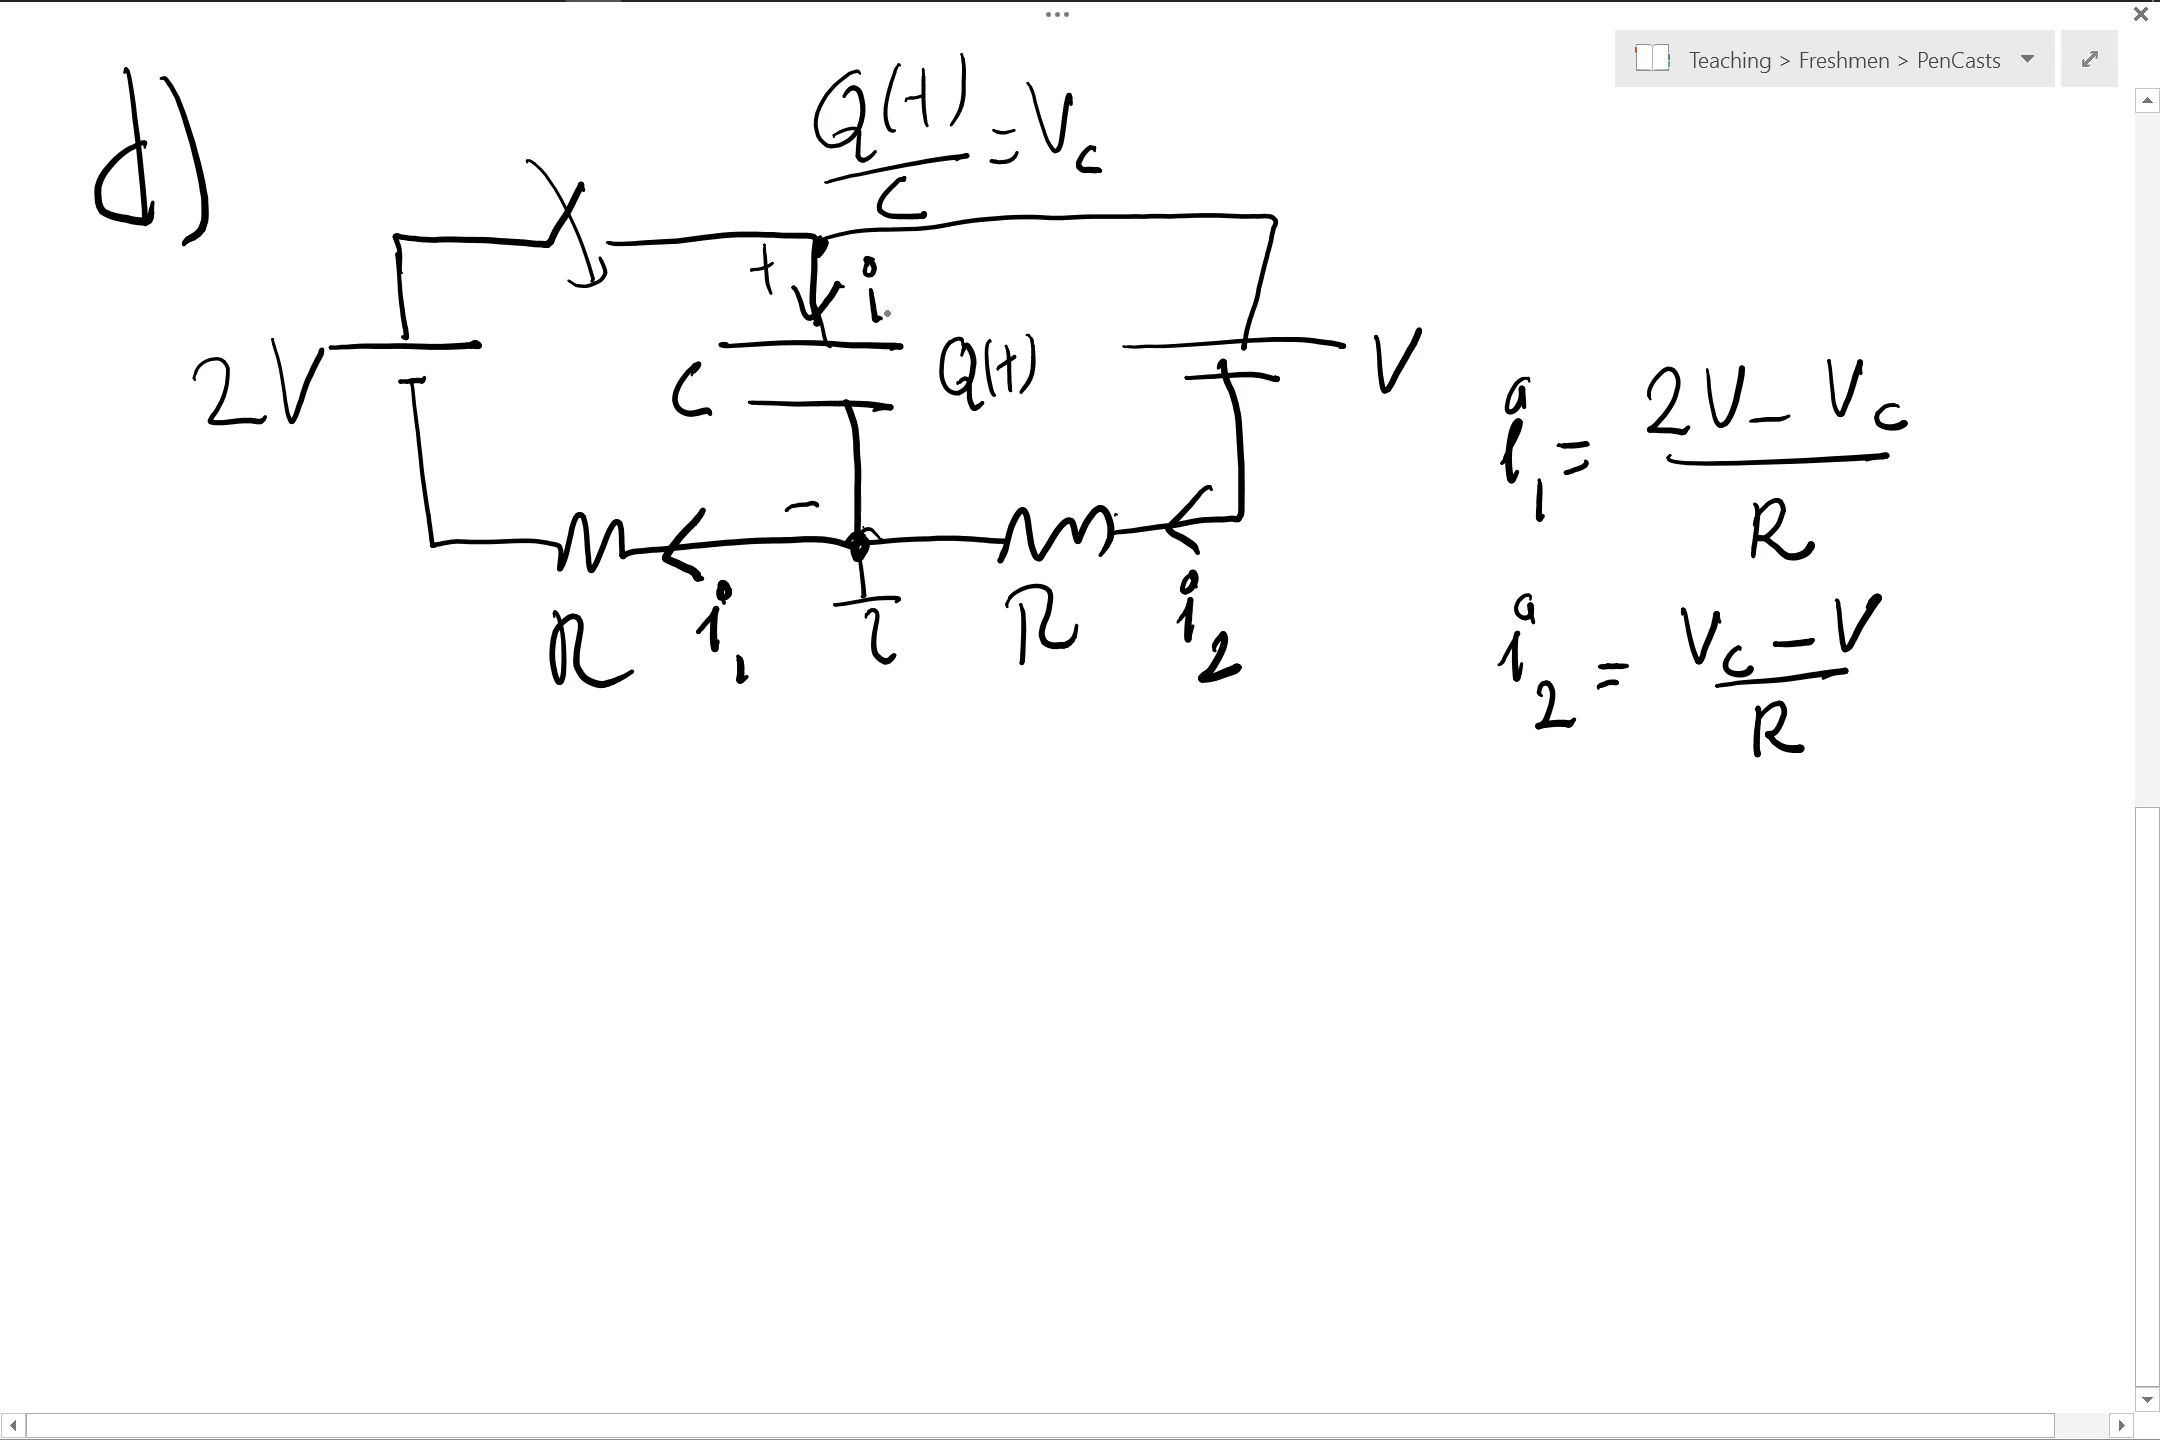 Teaching > Freshmen > PenCasts
d)
Q(t)/C = Vc
+
i
2V
C
Q(t)
V
-
R
i1
R
i2
i1 = 2V - Vc / R
i2 = Vc - V / R